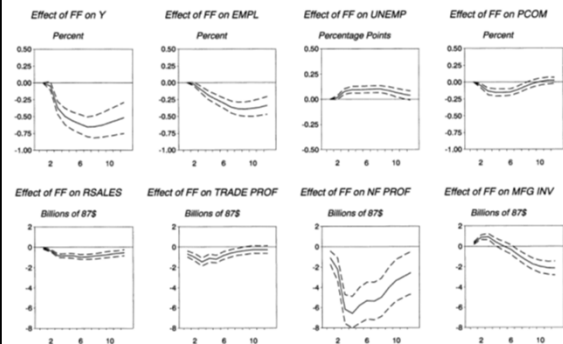 Effect of FF on Y Effect of FF on EMPL Effect of FF on UNEMP Effect of FF on PCOM
Percent Percent Percentage Points Percent
0.50 0.50 0.50 0.50
0.25 0.25 0.25 0.25
0.00 0.00 0.00 0.00
-0.25 -0.25 -0.25 -0.25
-0.50 -0.50 -0.50 -0.50
-0.75 -0.75 -0.75
-1.00 -1.00 -1.00
2 6 10 2 6 10 2 6 10 2 6 10
Effect of FF on RSALES Effect of FF on TRADE PROF Effect of FF on NF PROF Effect of FF on MFG INV
Billions of 87$ Billions of 87$ Billions of 87$ Billions of 87$
2 2 2 2
0 0 0 0
-2 -2 -2 -2
-4 -4 -4 -4
-6 -6 -6 -6
-8 -8 -8 -8
2 6 10 2 6 10 2 6 10 2 6 10